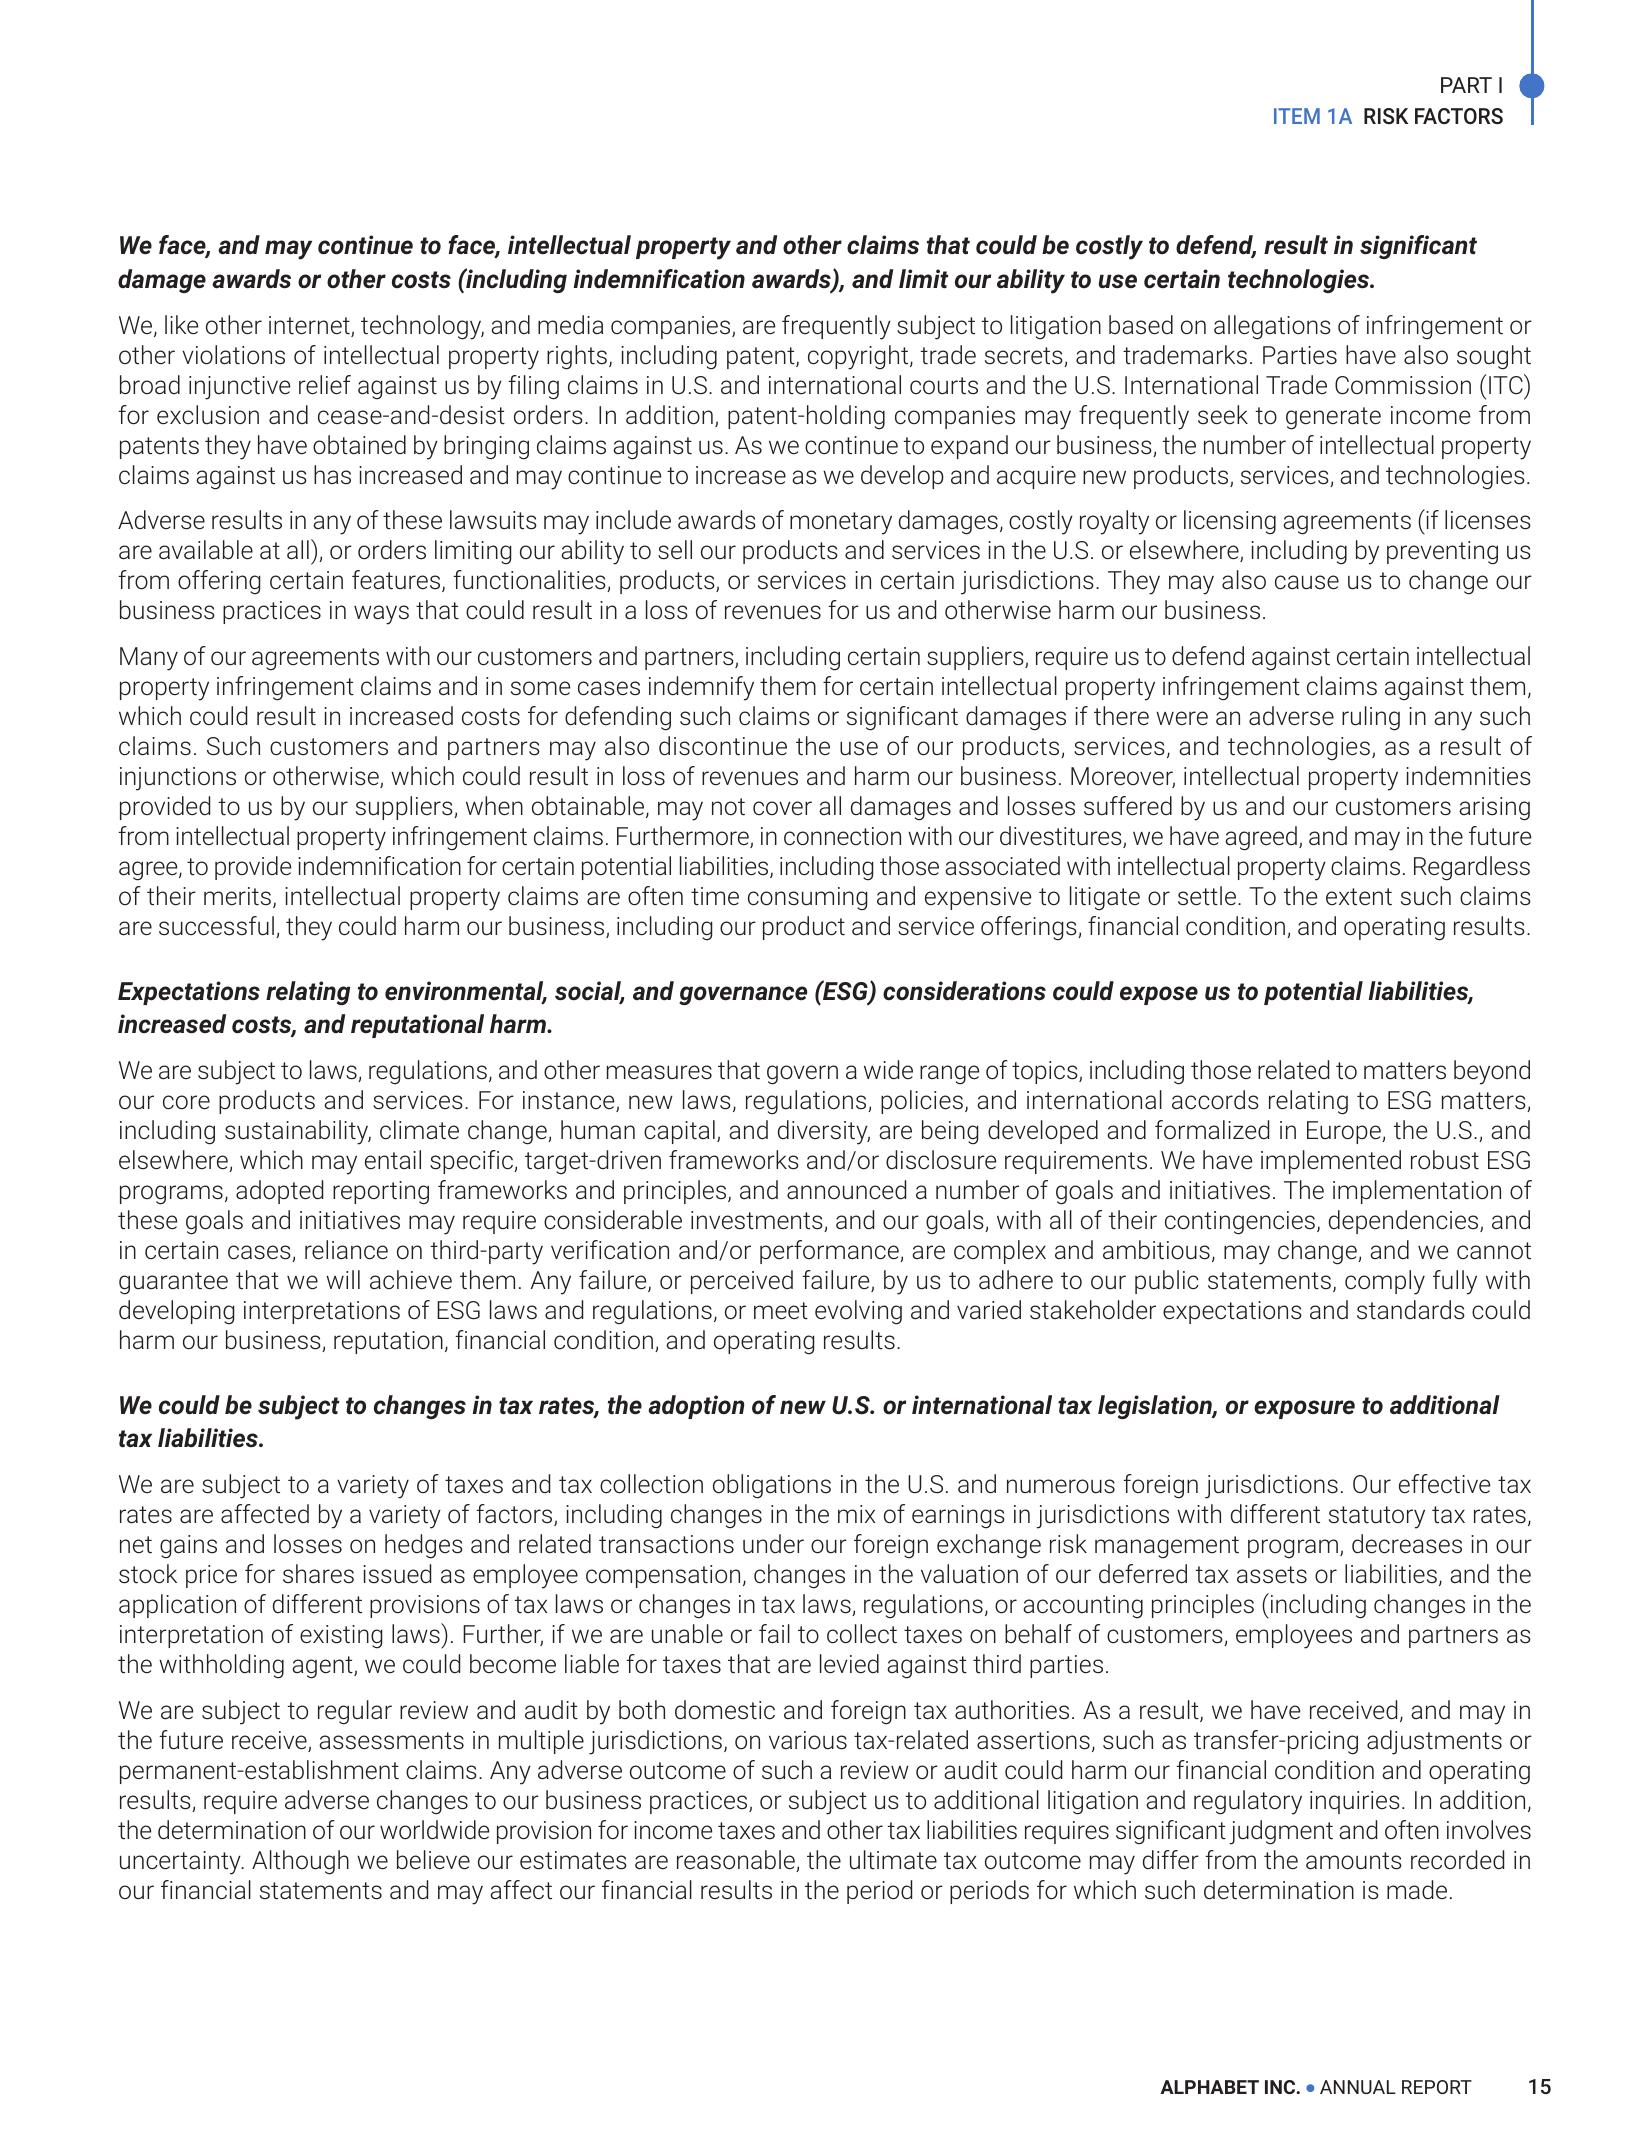 PART I
ITEM 1A RISK FACTORS
We face, and may continue to face, intellectual property and other claims that could be costly to defend, result in significant
damage awards or other costs (including indemnification awards), and limit our ability to use certain technologies.
We, like other internet, technology, and media companies, are frequently subject to litigation based on allegations of infringement or
other violations of intellectual property rights, including patent, copyright, trade secrets, and trademarks. Parties have also sought
broad injunctive relief against us by filing claims in U.S. and international courts and the U.S. International Trade Commission (ITC)
for exclusion and cease-and-desist orders. In addition, patent-holding companies may frequently seek to generate income from
patents they have obtained by bringing claims against us. As we continue to expand our business, the number of intellectual property
claims against us has increased and may continue to increase as we develop and acquire new products, services, and technologies.
Adverse results in any of these lawsuits may include awards of monetary damages, costly royalty or licensing agreements (if licenses
are available at all), or orders limiting our ability to sell our products and services in the U.S. or elsewhere, including by preventing us
from offering certain features, functionalities, products, or services in certain jurisdictions. They may also cause us to change our
business practices in ways that could result in a loss of revenues for us and otherwise harm our business.
Many of our agreements with our customers and partners, including certain suppliers, require us to defend against certain intellectual
property infringement claims and in some cases indemnify them for certain intellectual property infringement claims against them,
which could result in increased costs for defending such claims or significant damages if there were an adverse ruling in any such
claims. Such customers and partners may also discontinue the use of our products, services, and technologies, as a result of
injunctions or otherwise, which could result in loss of revenues and harm our business. Moreover, intellectual property indemnities
provided to us by our suppliers, when obtainable, may not cover all damages and losses suffered by us and our customers arising
from intellectual property infringement claims. Furthermore, in connection with our divestitures, we have agreed, and may in the future
agree, to provide indemnification for certain potential liabilities, including those associated with intellectual property claims. Regardless
of their merits, intellectual property claims are often time consuming and expensive to litigate or settle. To the extent such claims
are successful, they could harm our business, including our product and service offerings, financial condition, and operating results.
Expectations relating to environmental, social, and governance (ESG) considerations could expose us to potential liabilities,
increased costs, and reputational harm.
We are subject to laws, regulations, and other measures that govern a wide range of topics, including those related to matters beyond
our core products and services. For instance, new laws, regulations, policies, and international accords relating to ESG matters,
including sustainability, climate change, human capital, and diversity, are being developed and formalized in Europe, the U.S., and
elsewhere, which may entail specific, target-driven frameworks and/or disclosure requirements. We have implemented robust ESG
programs, adopted reporting frameworks and principles, and announced a number of goals and initiatives. The implementation of
these goals and initiatives may require considerable investments, and our goals, with all of their contingencies, dependencies, and
in certain cases, reliance on third-party verification and/or performance, are complex and ambitious, may change, and we cannot
guarantee that we will achieve them. Any failure, or perceived failure, by us to adhere to our public statements, comply fully with
developing interpretations of ESG laws and regulations, or meet evolving and varied stakeholder expectations and standards could
harm our business, reputation, financial condition, and operating results.
We could be subject to changes in tax rates, the adoption of new U.S. or international tax legislation, or exposure to additional
tax liabilities.
We are subject to a variety of taxes and tax collection obligations in the U.S. and numerous foreign jurisdictions. Our effective tax
rates are affected by a variety of factors, including changes in the mix of earnings in jurisdictions with different statutory tax rates,
net gains and losses on hedges and related transactions under our foreign exchange risk management program, decreases in our
stock price for shares issued as employee compensation, changes in the valuation of our deferred tax assets or liabilities, and the
application of different provisions of tax laws or changes in tax laws, regulations, or accounting principles (including changes in the
interpretation of existing laws). Further, if we are unable or fail to collect taxes on behalf of customers, employees and partners as
the withholding agent, we could become liable for taxes that are levied against third parties.
We are subject to regular review and audit by both domestic and foreign tax authorities. As a result, we have received, and may in
the future receive, assessments in multiple jurisdictions, on various tax-related assertions, such as transfer-pricing adjustments or
permanent-establishment claims. Any adverse outcome of such a review or audit could harm our financial condition and operating
results, require adverse changes to our business practices, or subject us to additional litigation and regulatory inquiries. In addition,
the determination of our worldwide provision for income taxes and other tax liabilities requires significant judgment and often involves
uncertainty. Although we believe our estimates are reasonable, the ultimate tax outcome may differ from the amounts recorded in
our financial statements and may affect our financial results in the period or periods for which such determination is made.
ALPHABET INC. • ANNUAL REPORT 15